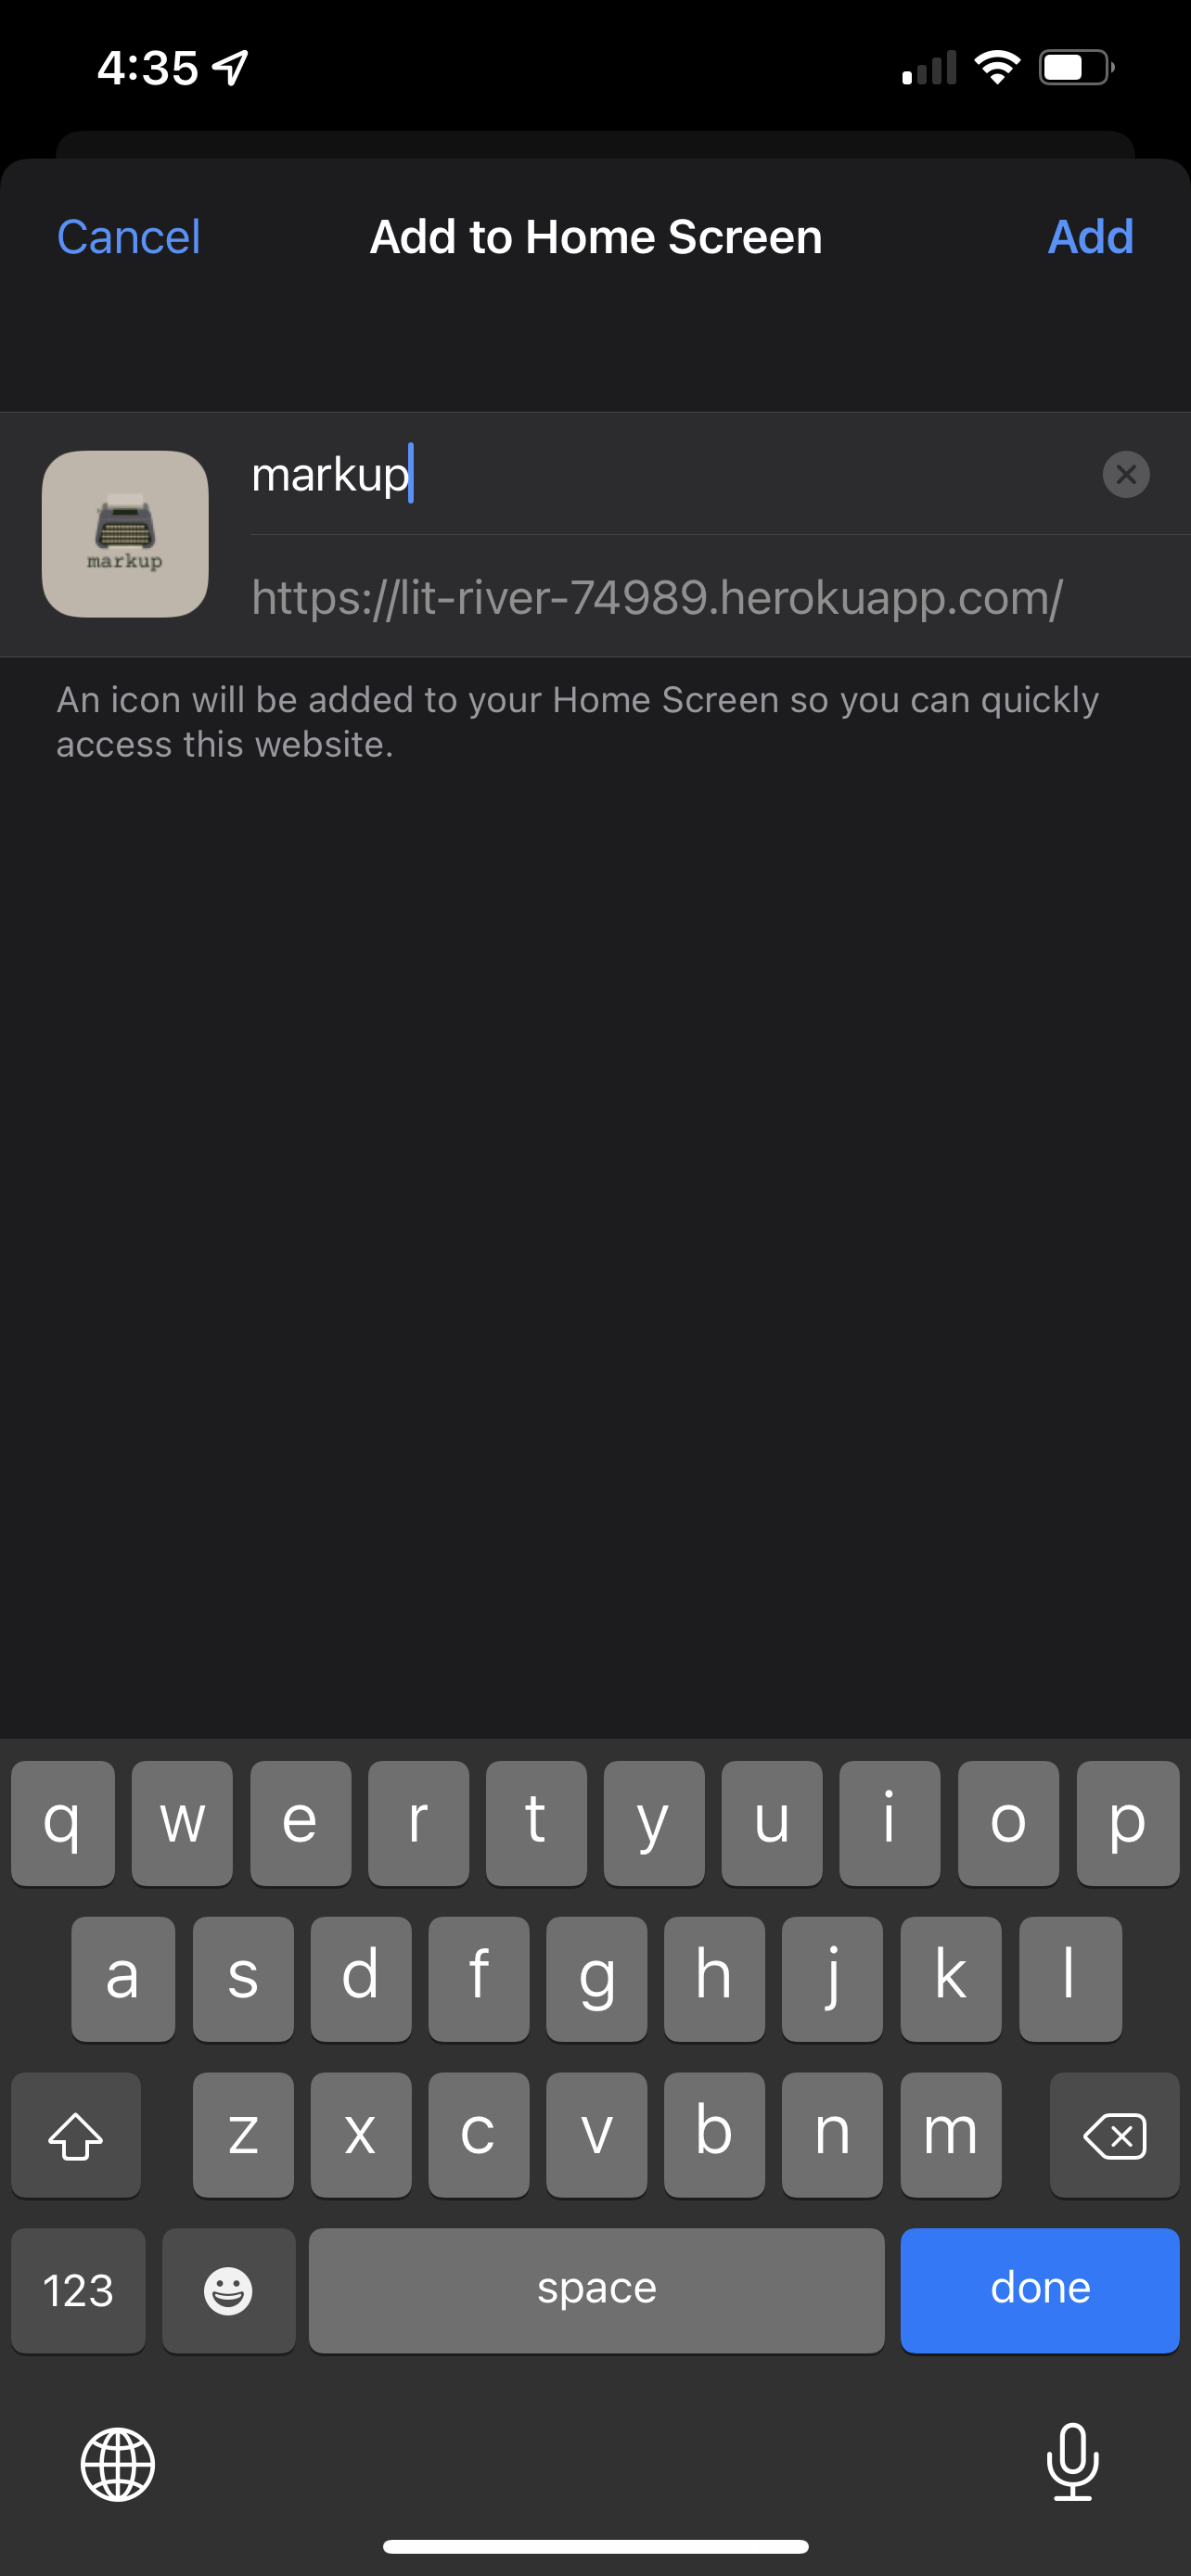 4:35
Cancel
Add to Home Screen
Add
markup
markup
https://lit-river-74989.herokuapp.com/
An icon will be added to your Home Screen so you can quickly
access this website.
q w e r t y u i o p
a s d f g h j k l
z x c v b n m
123
space
done